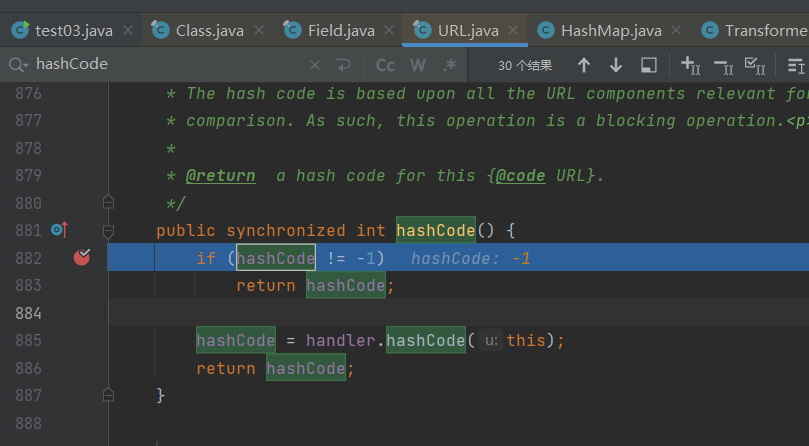 test03.java Class.java Field.java URL.java HashMap.java Transforme
hashCode Cc W .* 30 个结果
876 * The hash code is based upon all the URL components relevant for
877 * comparison. As such, this operation is a blocking operation.<p>
878 *
879 * @return a hash code for this {@code URL}.
880 */
881 public synchronized int hashCode() {
882 if (hashCode != -1) hashCode: -1
883 return hashCode;
884
885 hashCode = handler.hashCode( u: this);
886 return hashCode;
887 }
888